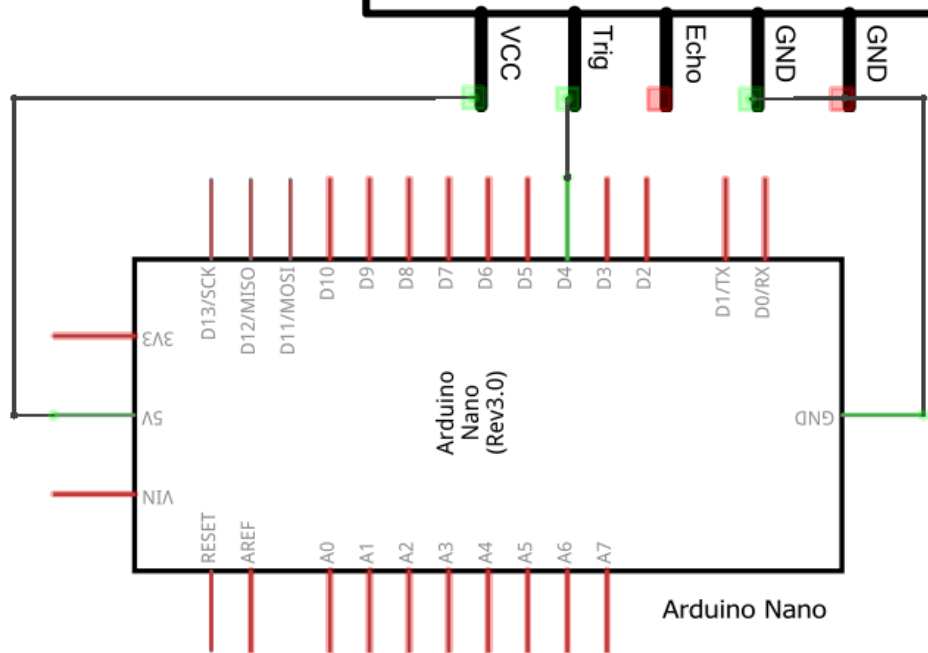 VCC
Trig
Echo
GND
GND
D13/SCK
D12/MISO
D11/MOSI
D10
D9
D8
D7
D6
D5
D4
D3
D2
D1/TX
D0/RX
3V3
5V
VIN
Arduino
Nano
(Rev3.0)
GND
RESET
AREF
A0
A1
A2
A3
A4
A5
A6
A7
Arduino Nano